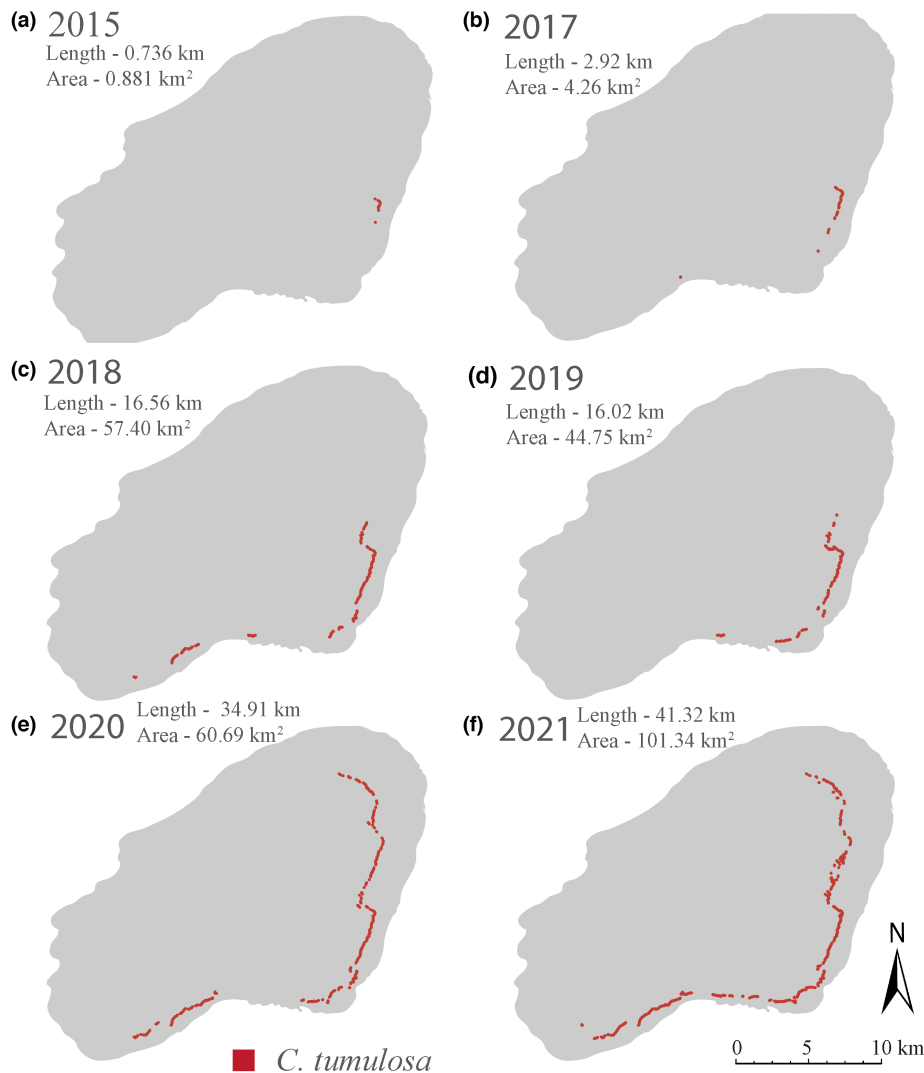 (a) 2015
Length - 0.736 km
Area - 0.881 km²
(b) 2017
Length - 2.92 km
Area - 4.26 km²
(c) 2018
Length - 16.56 km
Area - 57.40 km²
(d) 2019
Length - 16.02 km
Area - 44.75 km²
(e) 2020
Length - 34.91 km
Area - 60.69 km²
(f) 2021
Length - 41.32 km
Area - 101.34 km²
N
0 5 10 km
C. tumulosa